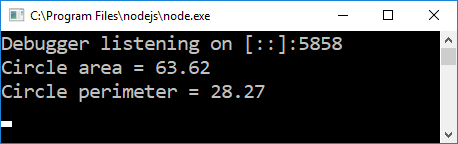 C:\Program Files\nodejs\node.exe
Debugger listening on [::]:5858
Circle area = 63.62
Circle perimeter = 28.27